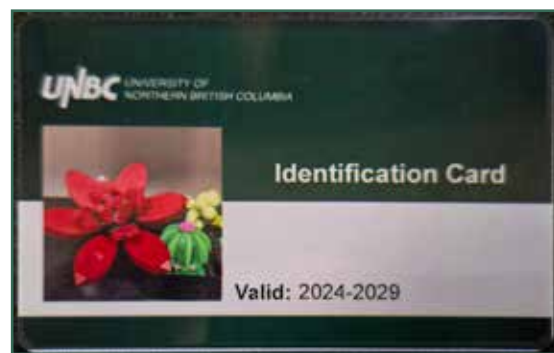 UNBC UNIVERSITY OF
NORTHERN BRITISH COLUMBIA
Identification Card
Valid: 2024-2029